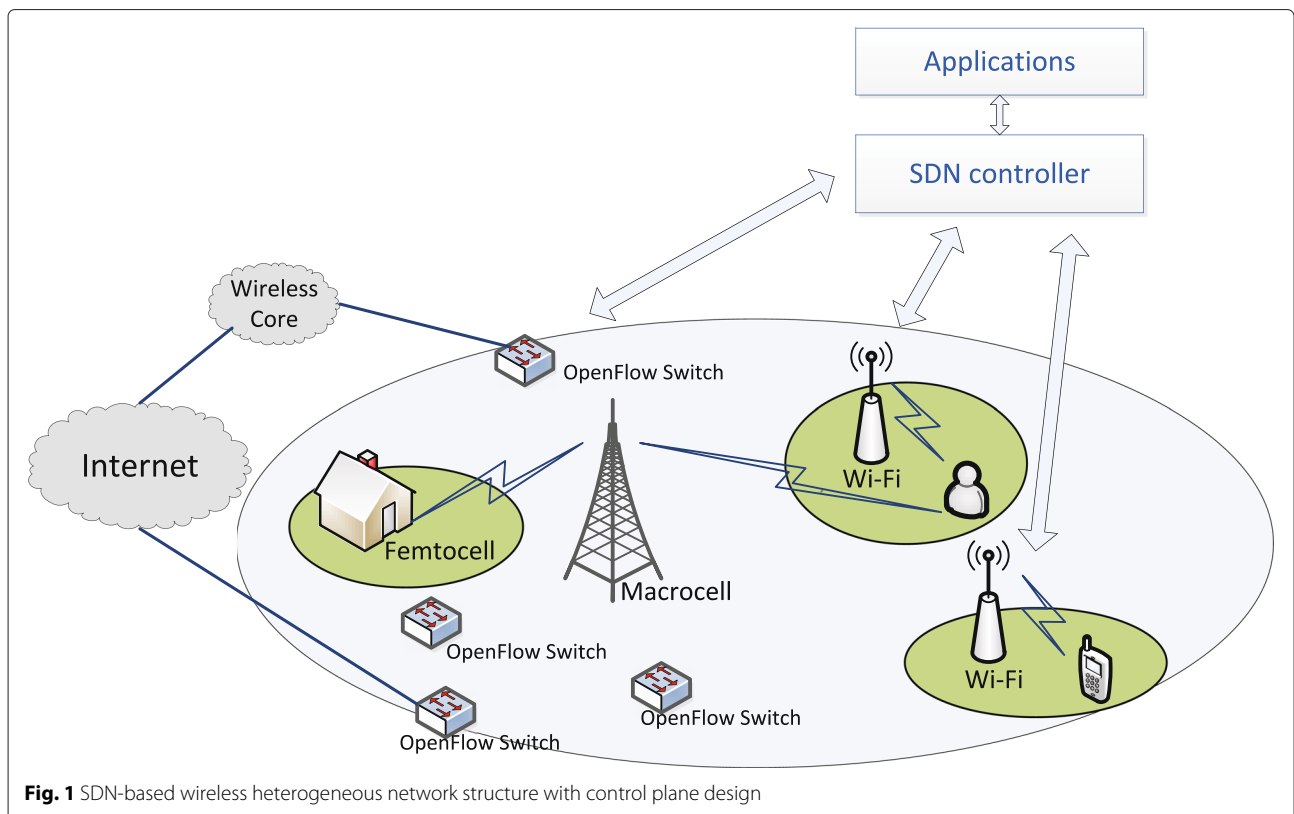 Applications
SDN controller
Wireless
Core
OpenFlow Switch
Internet
Wi-Fi
Femtocell
Macrocell
OpenFlow Switch
Wi-Fi
OpenFlow Switch
OpenFlow Switch
Fig. 1 SDN-based wireless heterogeneous network structure with control plane design